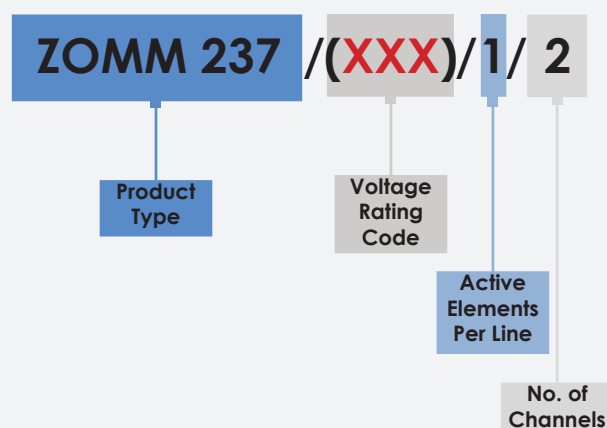 ZOMM 237 /(XXX)/1/ 2
Product
Type
Voltage
Rating
Code
Active
Elements
Per Line
No. of
Channels